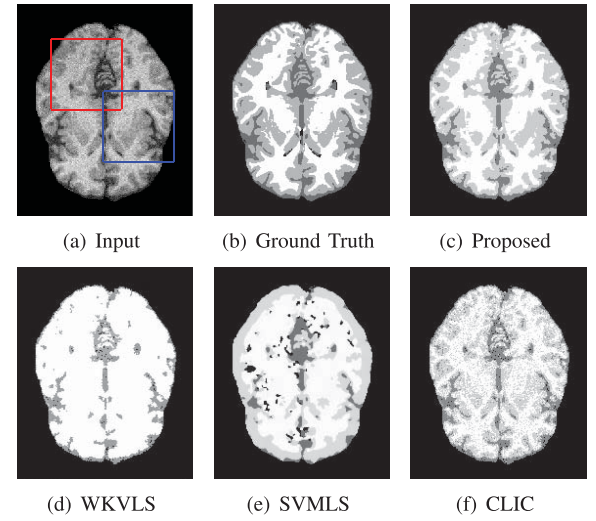 (a) Input
(b) Ground Truth
(c) Proposed
(d) WKVLS
(e) SVMLS
(f) CLIC